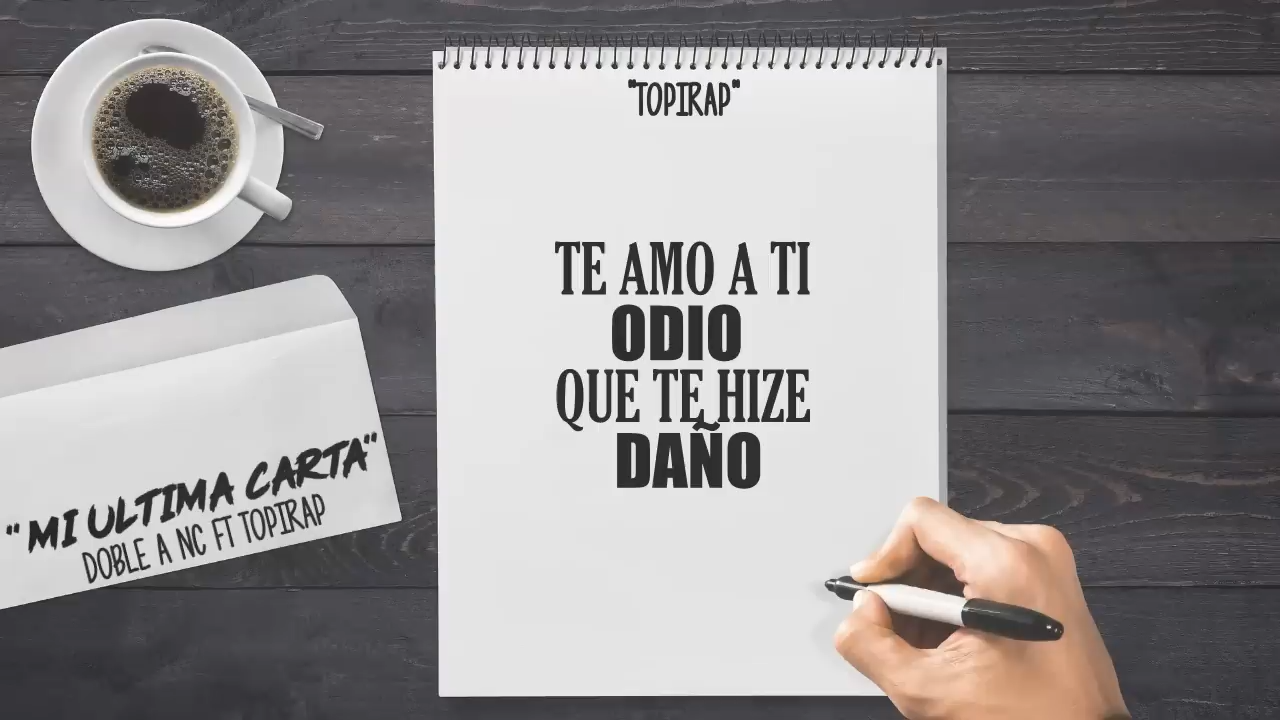 "TOPIRAP"
TE AMO A TI
ODIO
QUE TE HIZE
DAÑO
"MI ULTIMA CARTA"
DOBLE A NC FT TOPIRAP